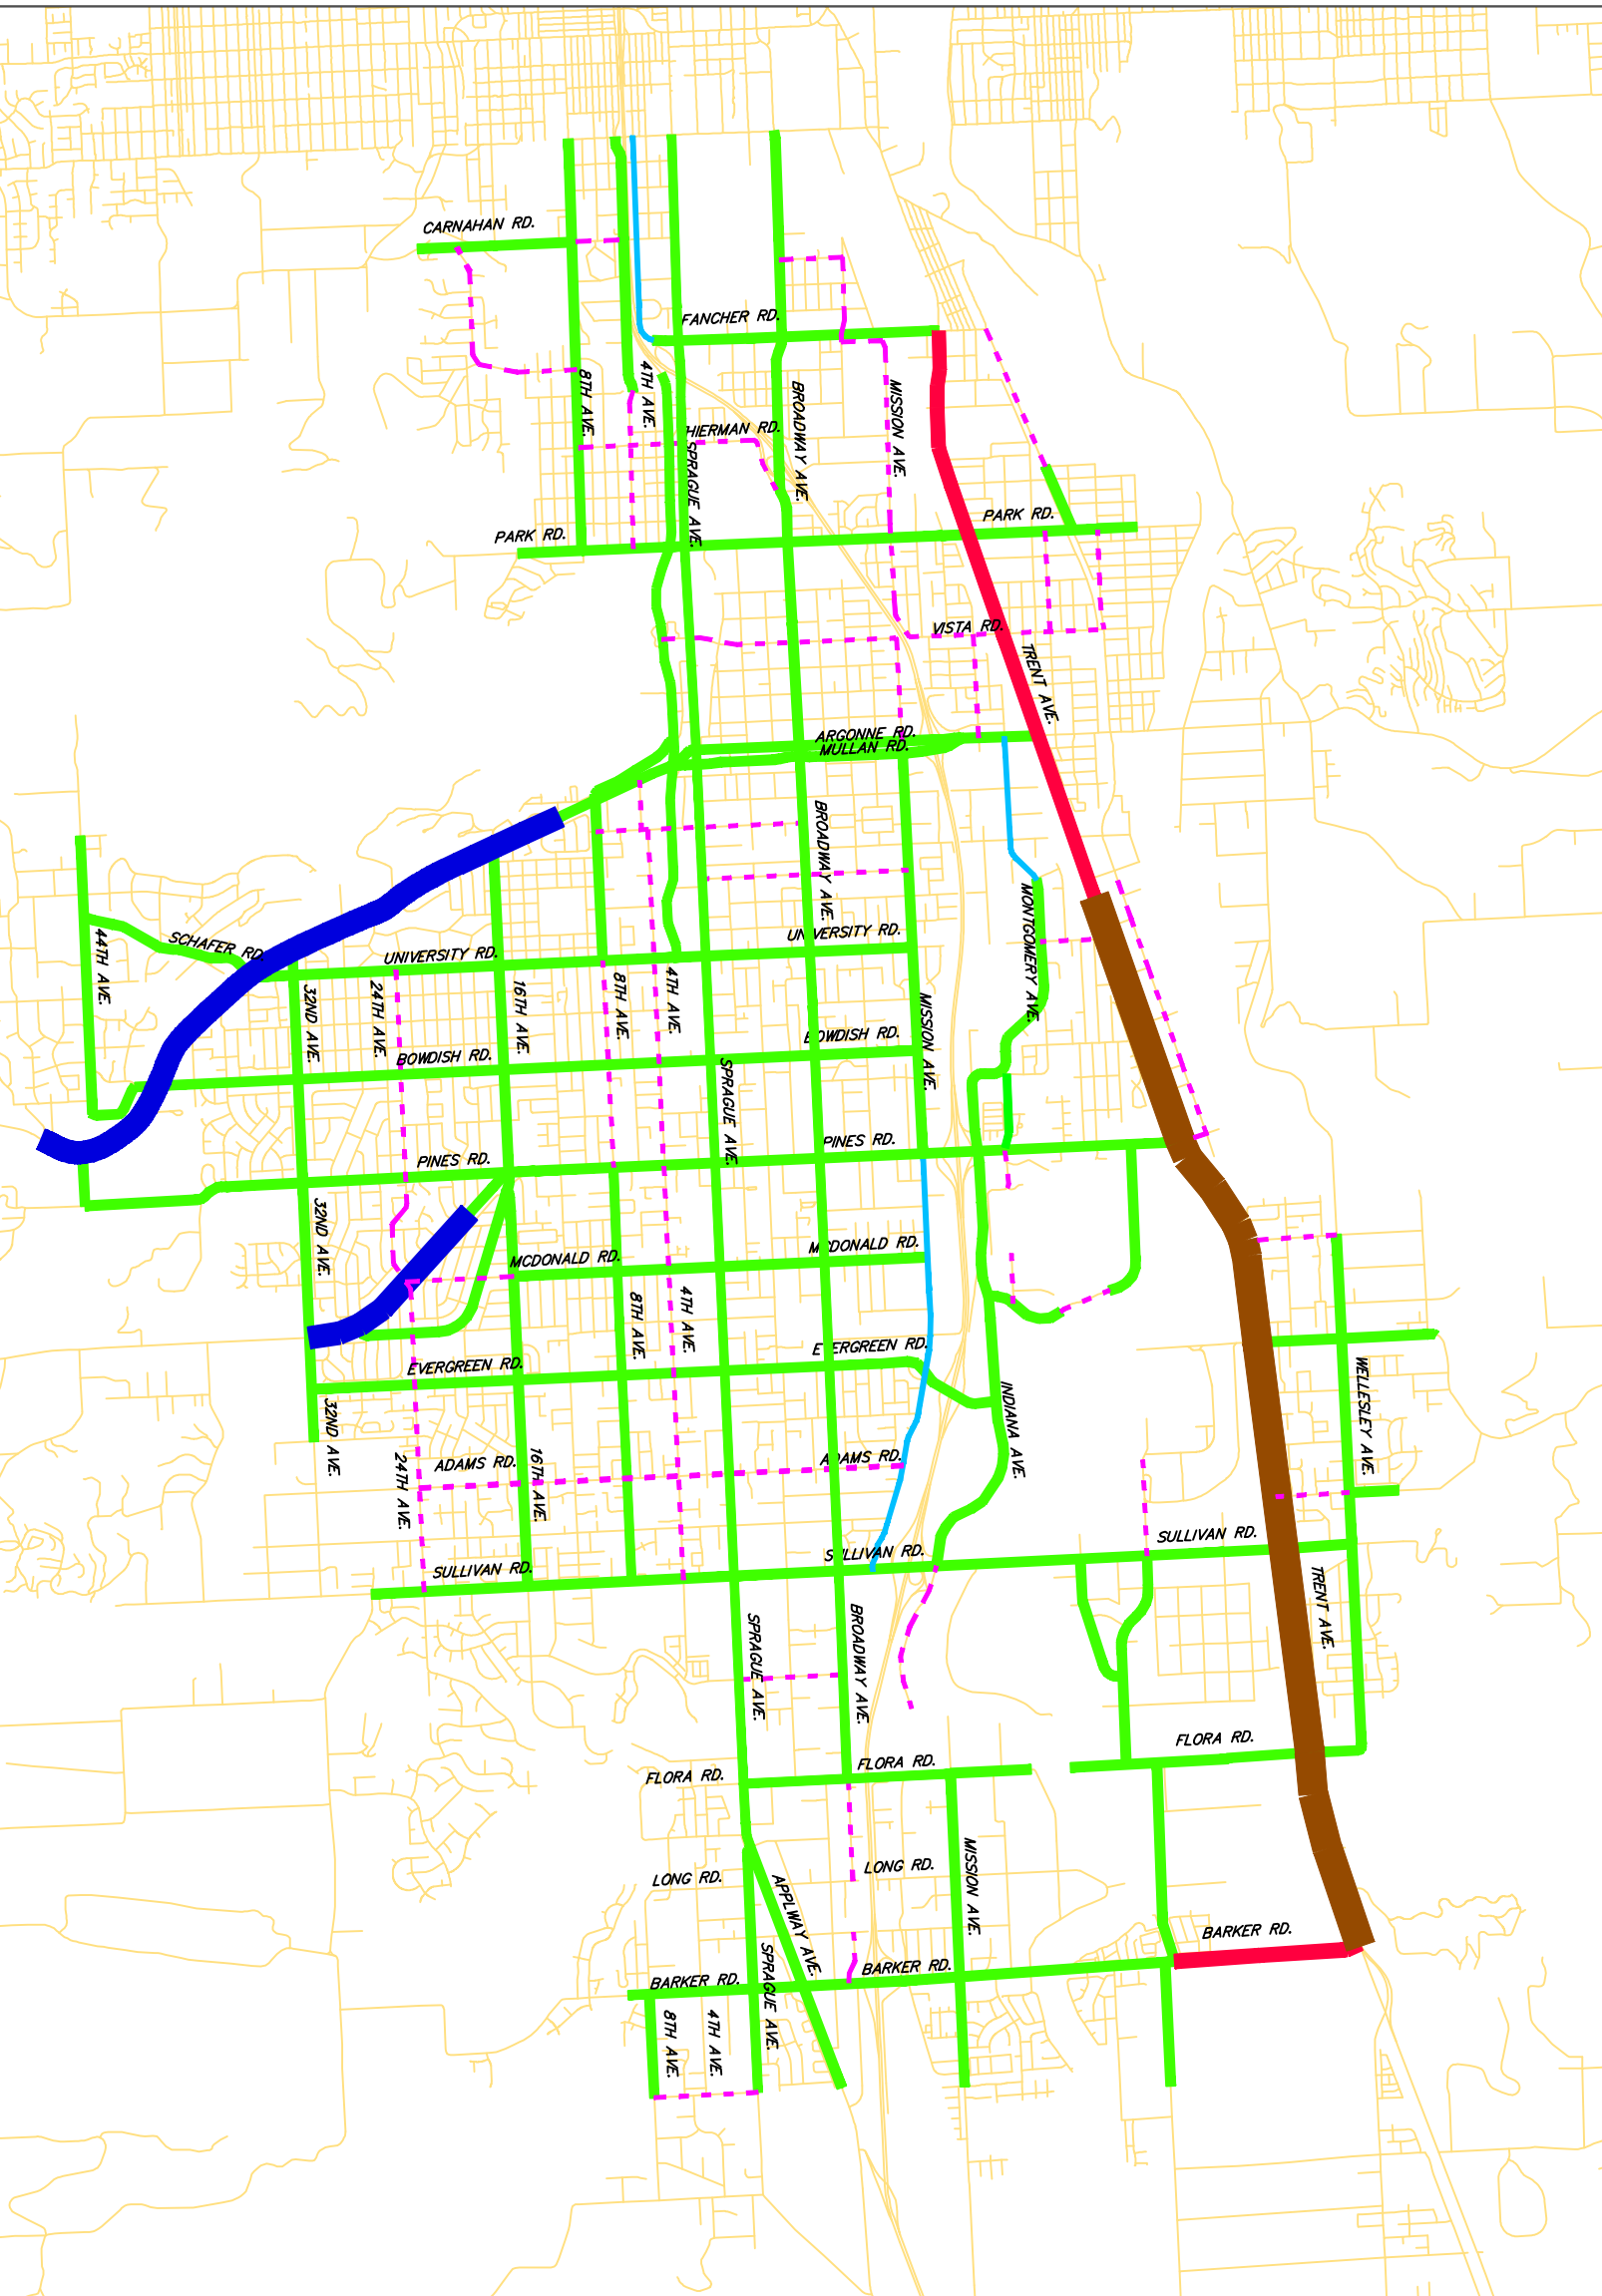 CARNAHAN RD.
FANCHER RD.
8TH AVE.
4TH AVE.
BROADWAY AVE.
MISSION AVE.
HIERMAN RD.
SPRAGUE AVE.
PARK RD.
PARK RD.
VISTA RD.
TRENT AVE.
ARGONNE RD.
MULLAN RD.
BROADWAY AVE.
MONTGOMERY AVE.
44TH AVE.
SCHAFER RD.
UNIVERSITY RD.
UNIVERSITY RD.
32ND AVE.
24TH AVE.
16TH AVE.
8TH AVE.
4TH AVE.
MISSION AVE.
BOWDISH RD.
BOWDISH RD.
SPRAGUE AVE.
PINES RD.
PINES RD.
32ND AVE.
MCDONALD RD.
MCDONALD RD.
8TH AVE.
4TH AVE.
EVERGREEN RD.
EVERGREEN RD.
WELLESLEY AVE.
INDIANA AVE.
32ND AVE.
24TH AVE.
ADAMS RD.
16TH AVE.
ADAMS RD.
SULLIVAN RD.
SULLIVAN RD.
SULLIVAN RD.
TRENT AVE.
SPRAGUE AVE.
BROADWAY AVE.
FLORA RD.
FLORA RD.
FLORA RD.
LONG RD.
LONG RD.
MISSION AVE.
APPLWAY AVE.
BARKER RD.
BARKER RD.
BARKER RD.
SPRAGUE AVE.
8TH AVE.
4TH AVE.